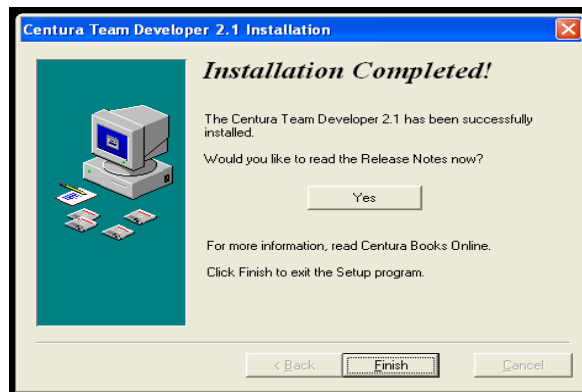 Centura Team Developer 2.1 Installation
Installation Completed!
The Centura Team Developer 2.1 has been successfully
installed.
Would you like to read the Release Notes now?
Yes
For more information, read Centura Books Online.
Click Finish to exit the Setup program.
< Back Finish Cancel